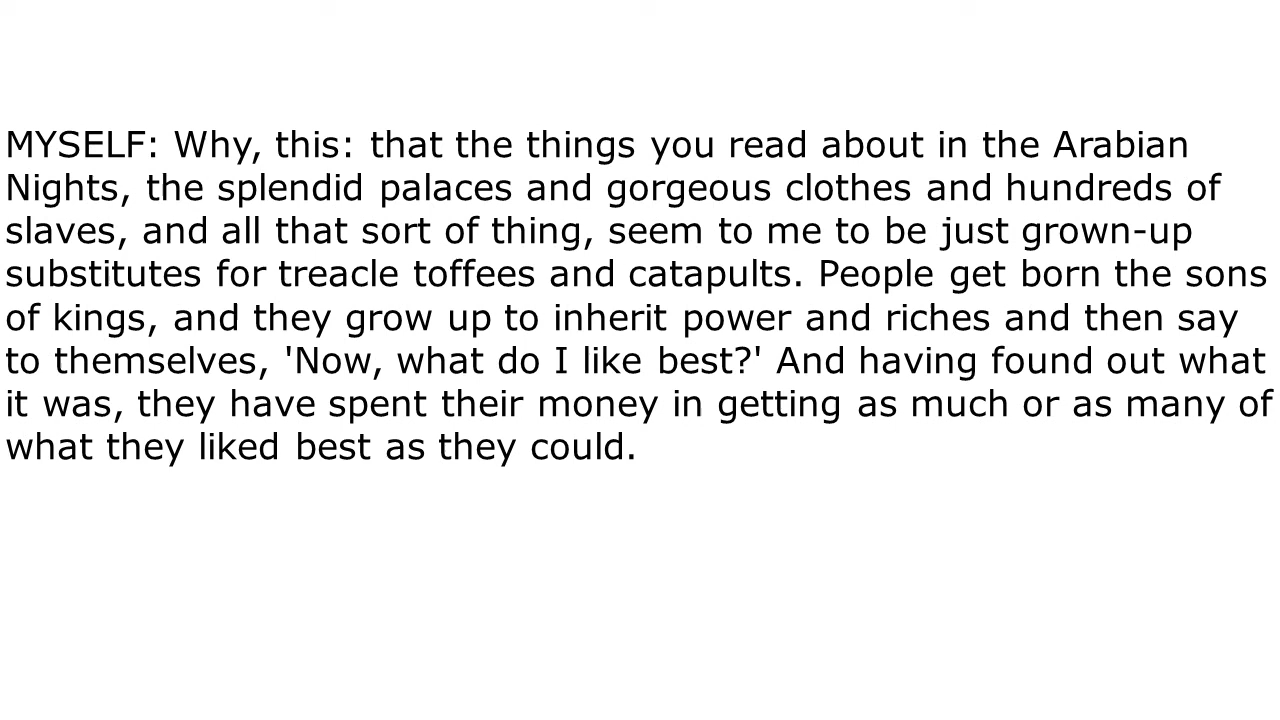 MYSELF: Why, this: that the things you read about in the Arabian
Nights, the splendid palaces and gorgeous clothes and hundreds of
slaves, and all that sort of thing, seem to me to be just grown-up
substitutes for treacle toffees and catapults. People get born the sons
of kings, and they grow up to inherit power and riches and then say
to themselves, 'Now, what do I like best?' And having found out what
it was, they have spent their money in getting as much or as many of
what they liked best as they could.